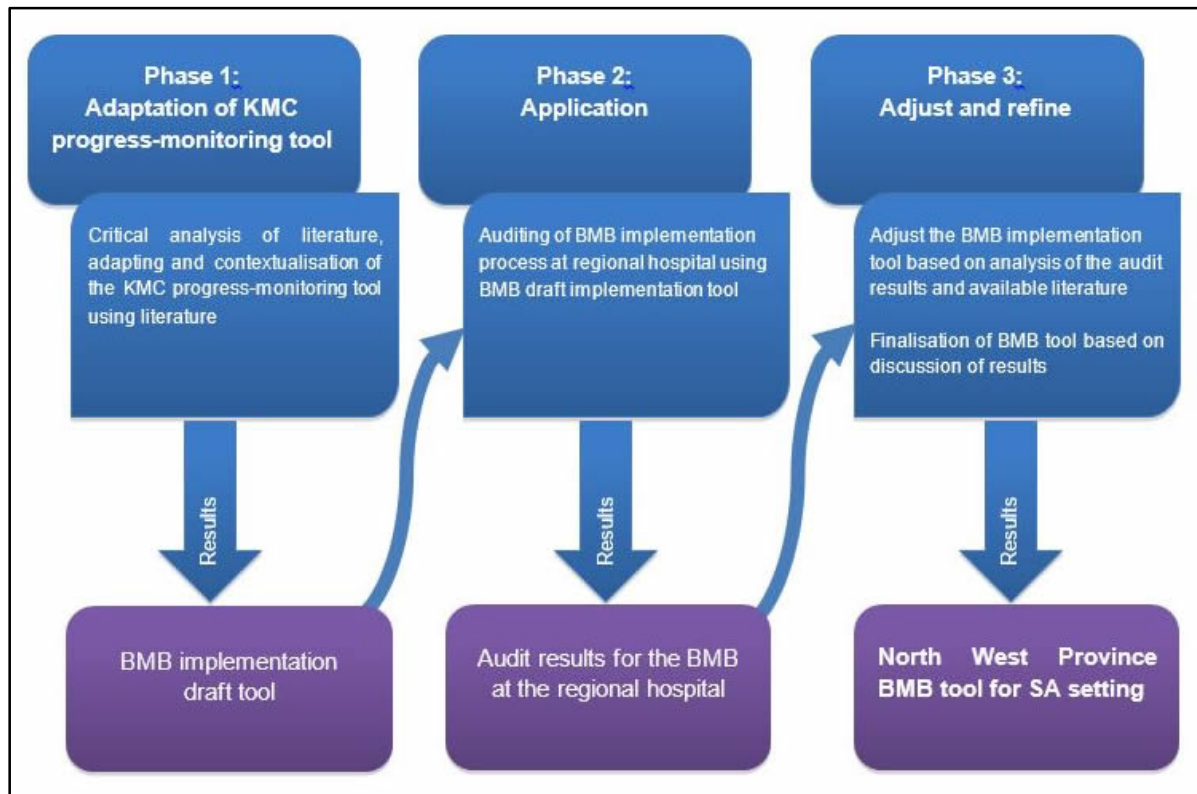 Phase 1:
Adaptation of KMC
progress-monitoring tool
Critical analysis of literature,
adapting and contextualisation of
the KMC progress-monitoring tool
using literature
Results
BMB implementation
draft tool
Phase 2:
Application
Auditing of BMB implementation
process at regional hospital using
BMB draft implementation tool
Results
Audit results for the BMB
at the regional hospital
Phase 3:
Adjust and refine
Adjust the BMB implementation
tool based on analysis of the audit
results and available literature
Finalisation of BMB tool based on
discussion of results
Results
North West Province
BMB tool for SA setting